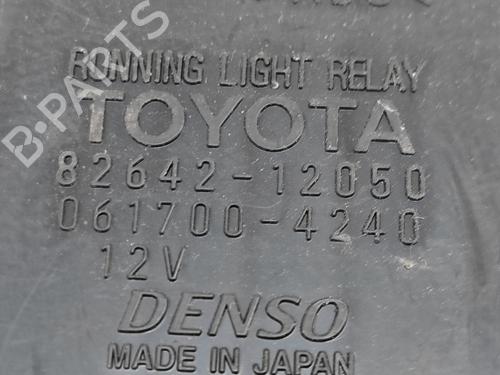 RUNNING LIGHT RELAY
TOYOTA
82642-12050
061700-4240
12V
DENSO
MADE IN JAPAN
B-PARTS